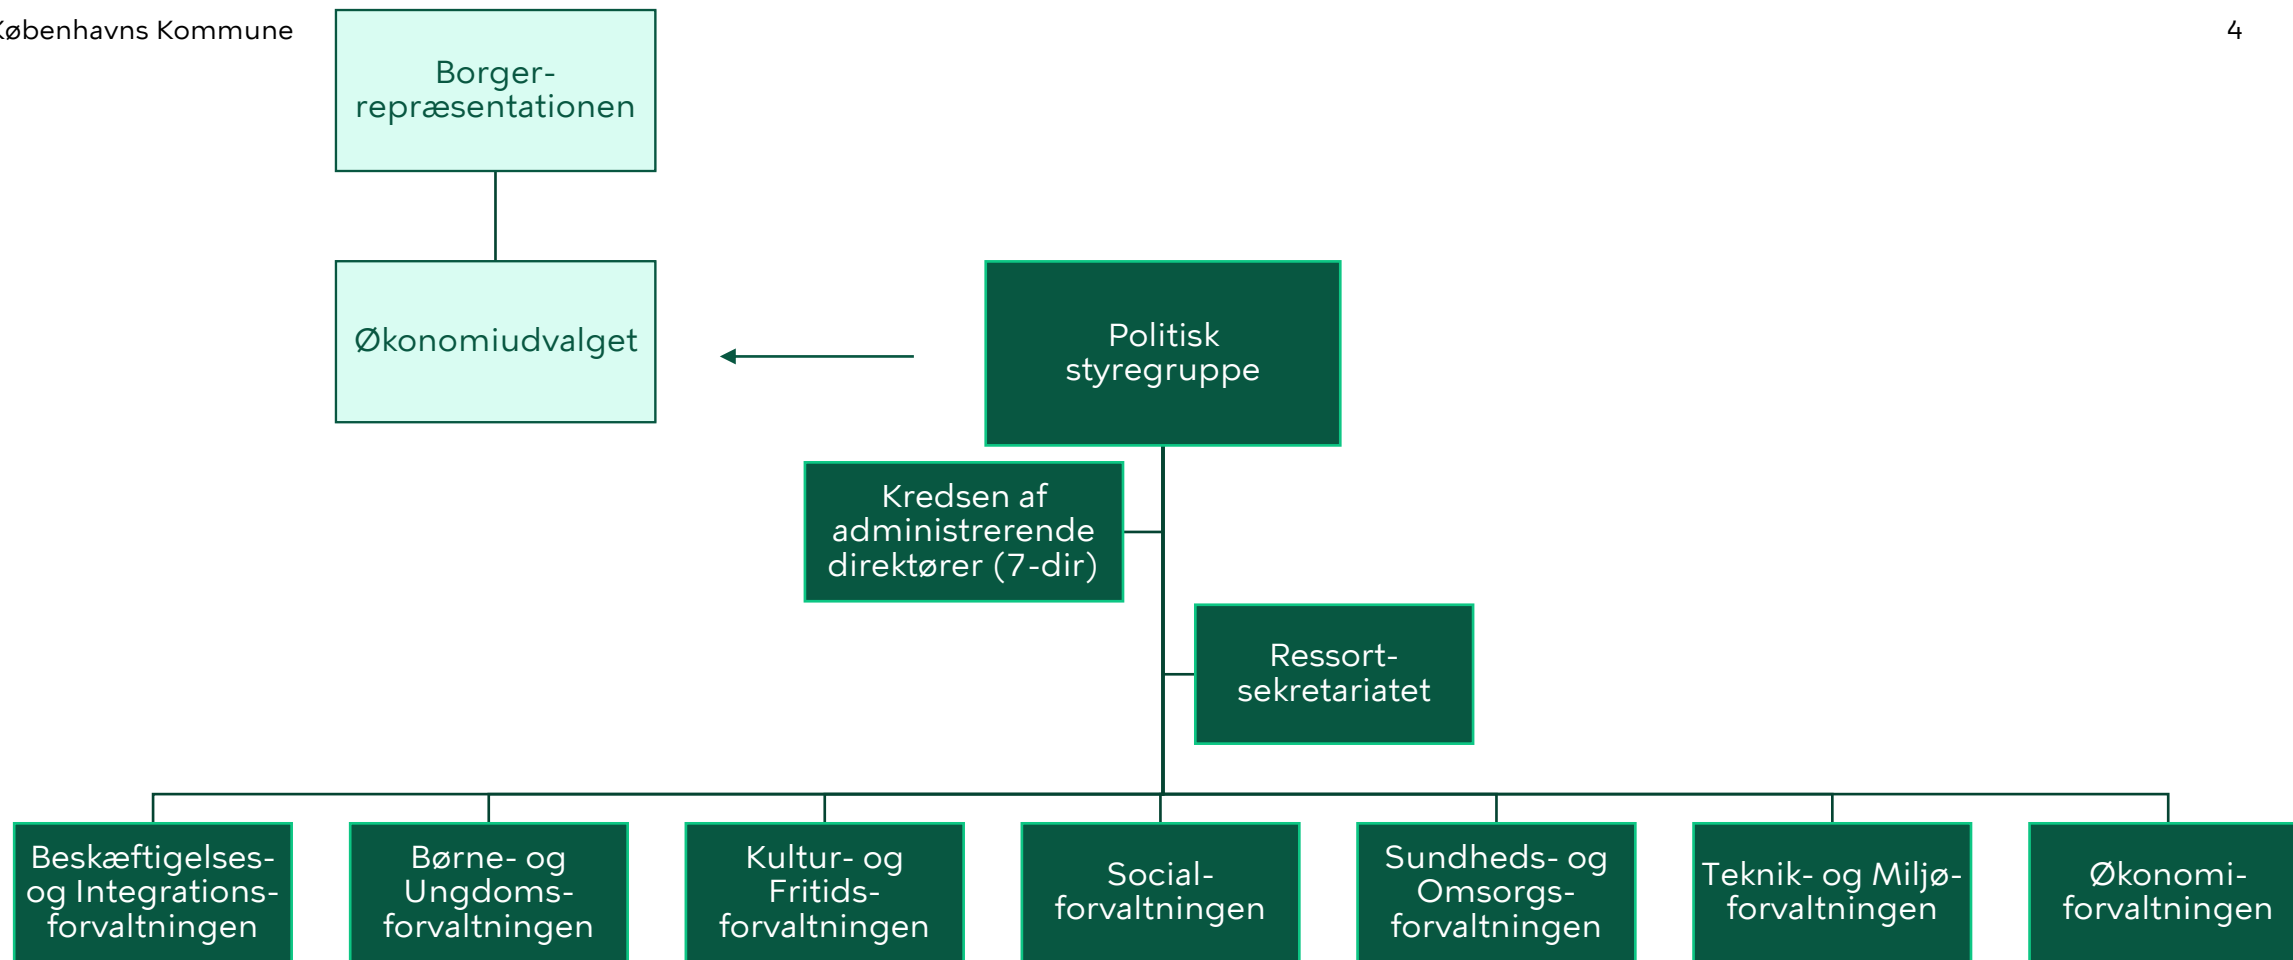 Københavns Kommune
4
Borger-
repræsentationen
Økonomiudvalget
Politisk
styregruppe
Kredsen af
administrerende
direktører (7-dir)
Ressort-
sekretariatet
Beskæftigelses-
og Integrations-
forvaltningen
Børne- og
Ungdoms-
forvaltningen
Kultur- og
Fritids-
forvaltningen
Social-
forvaltningen
Sundheds- og
Omsorgs-
forvaltningen
Teknik- og Miljø-
forvaltningen
Økonomi-
forvaltningen